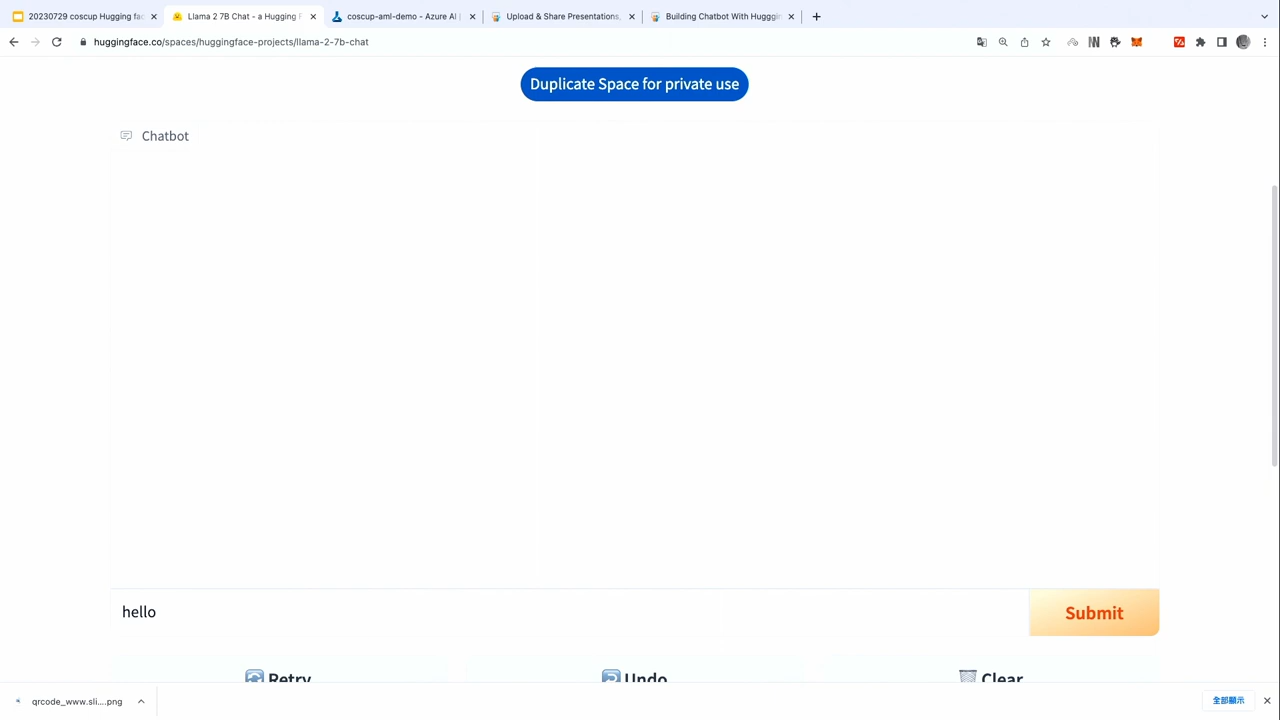 20230729 coscup Hugging fac
Llama 2 7B Chat - a Hugging F
coscup-aml-demo - Azure AI |
Upload & Share Presentations,
Building Chatbot With Hugggin
huggingface.co/spaces/huggingface-projects/llama-2-7b-chat
Duplicate Space for private use
Chatbot
hello
Submit
Retry
Undo
Clear
qrcode_www.sli....png
全部顯示